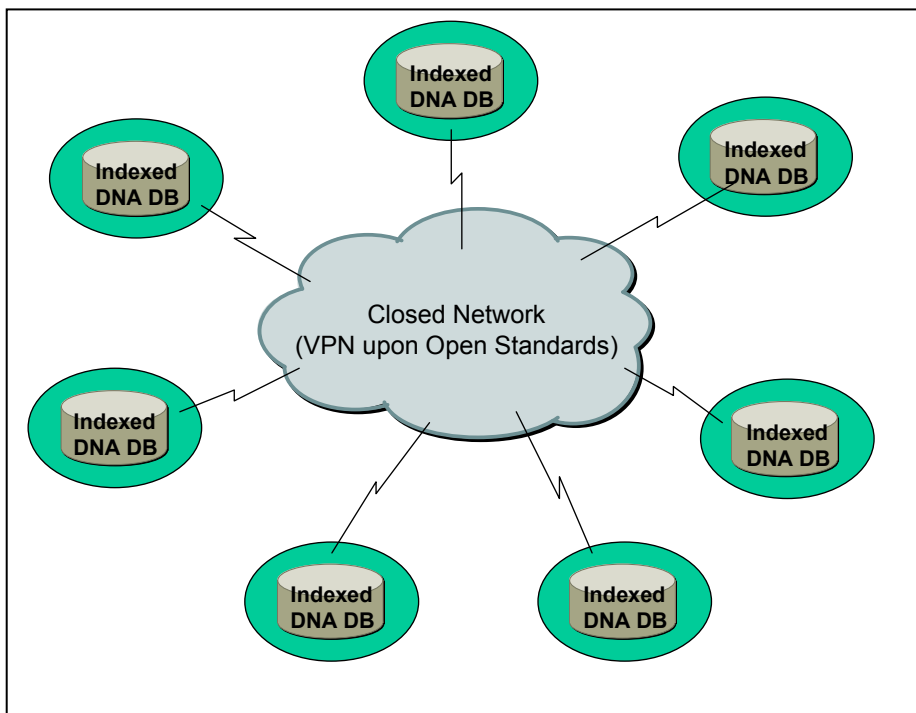 Indexed
DNA DB
Indexed
DNA DB
Indexed
DNA DB
Closed Network
(VPN upon Open Standards)
Indexed
DNA DB
Indexed
DNA DB
Indexed
DNA DB
Indexed
DNA DB